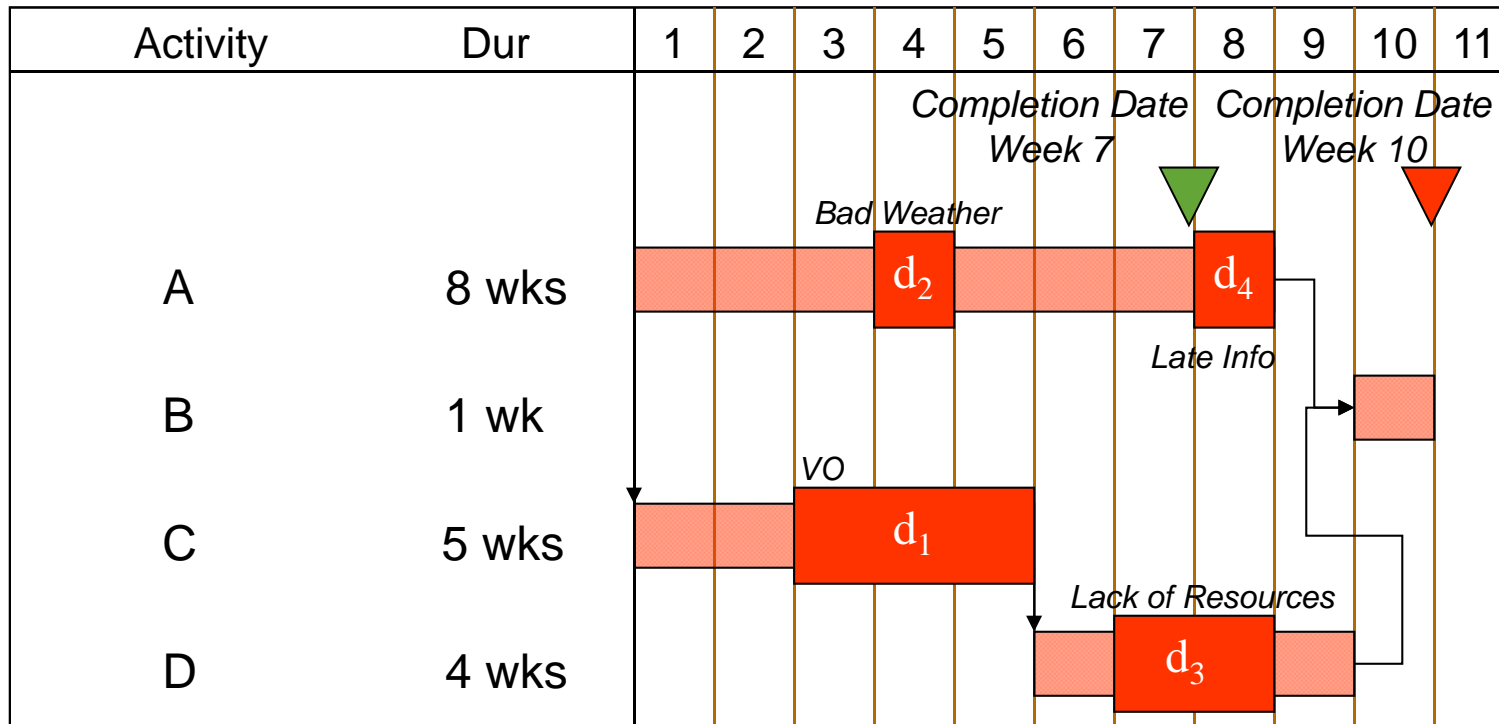 Activity Dur 1 2 3 4 5 6 7 8 9 10 11
Completion Date Completion Date
Week 7 Week 10
Bad Weather
A 8 wks d₂ d₄
Late Info
B 1 wk
VO
C 5 wks d₁
Lack of Resources
D 4 wks d₃